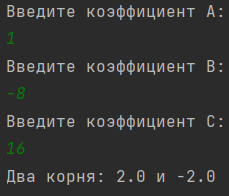 Введите коэффициент A:
1
Введите коэффициент B:
-8
Введите коэффициент C:
16
Два корня: 2.0 и -2.0